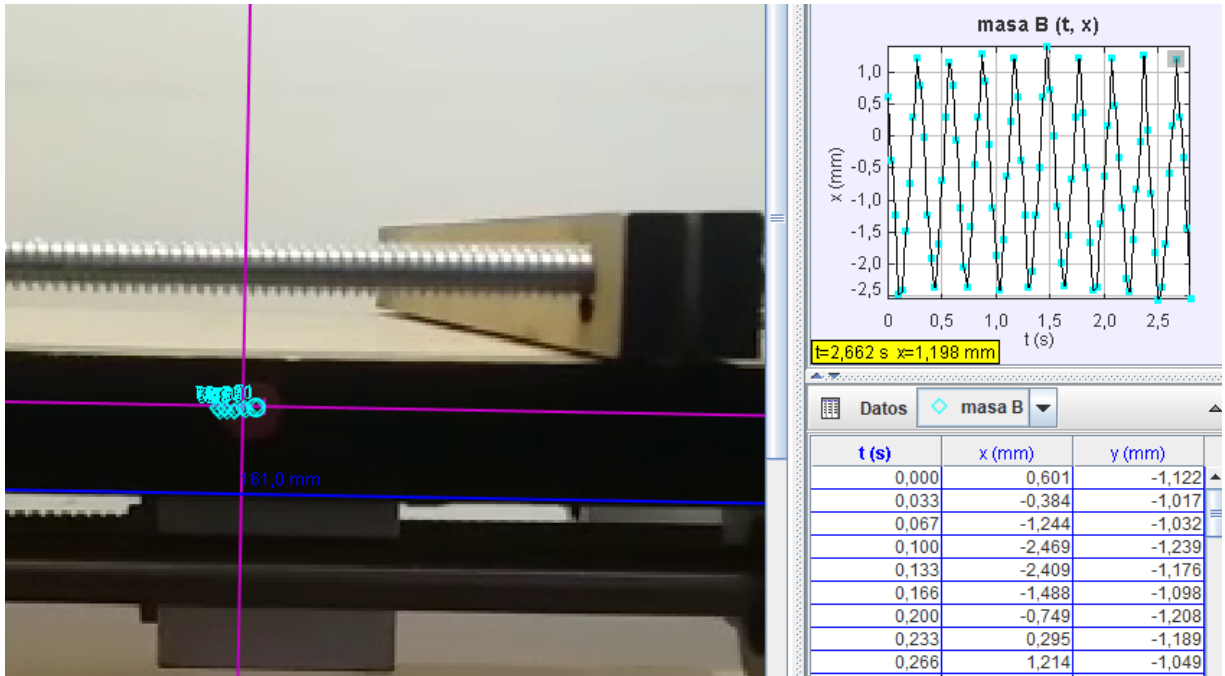 masa B (t, x)
1,0
0,5
0
-0,5
-1,0
-1,5
-2,0
-2,5
x (mm)
0 0,5 1,0 1,5 2,0 2,5
t (s)
t=2,662 s x=1,198 mm
161,0 mm
Datos masa B
t (s) x (mm) y (mm)
0,000 0,601 -1,122
0,033 -0,384 -1,017
0,067 -1,244 -1,032
0,100 -2,469 -1,239
0,133 -2,409 -1,176
0,166 -1,488 -1,098
0,200 -0,749 -1,208
0,233 0,295 -1,189
0,266 1,214 -1,049